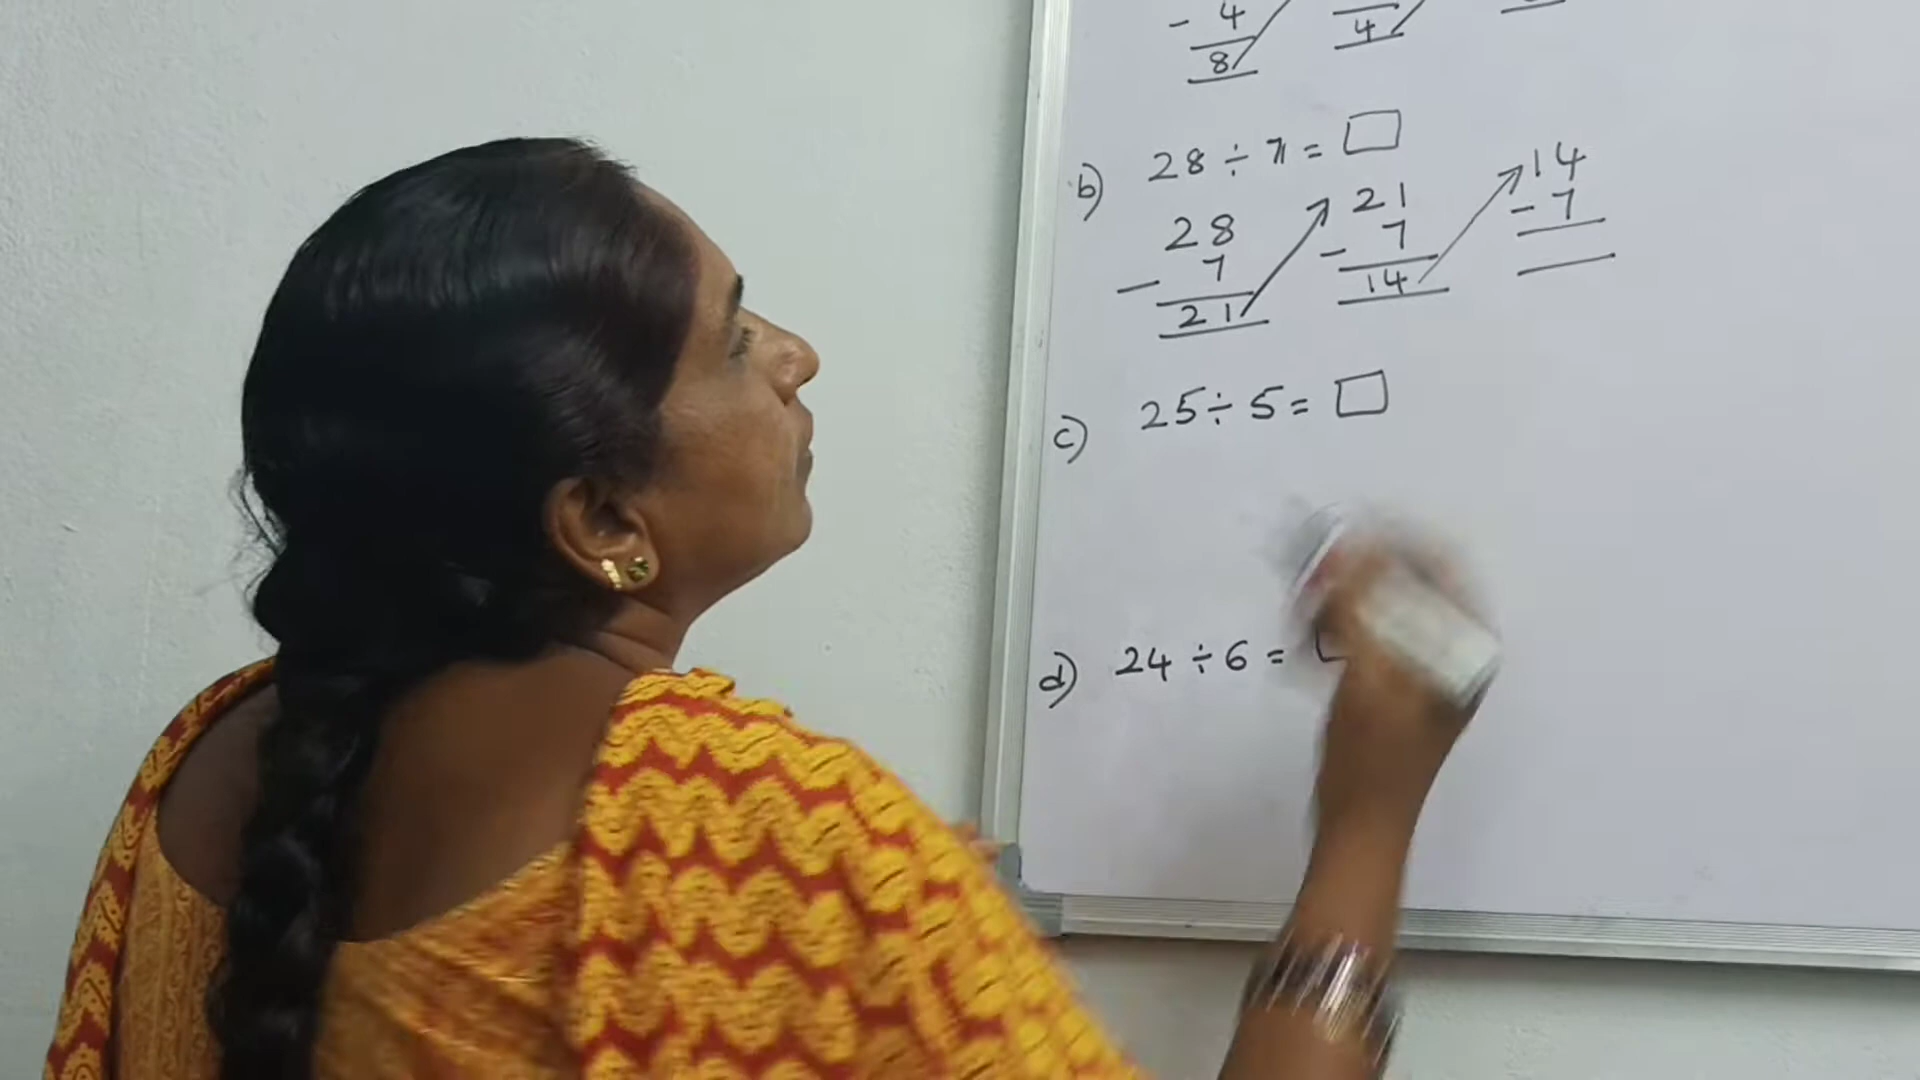 - 4
8
4
b) 28 ÷ 7 = □
28 21 14
- 7 - 7 - 7
21 14
c) 25 ÷ 5 = □
d) 24 ÷ 6 =